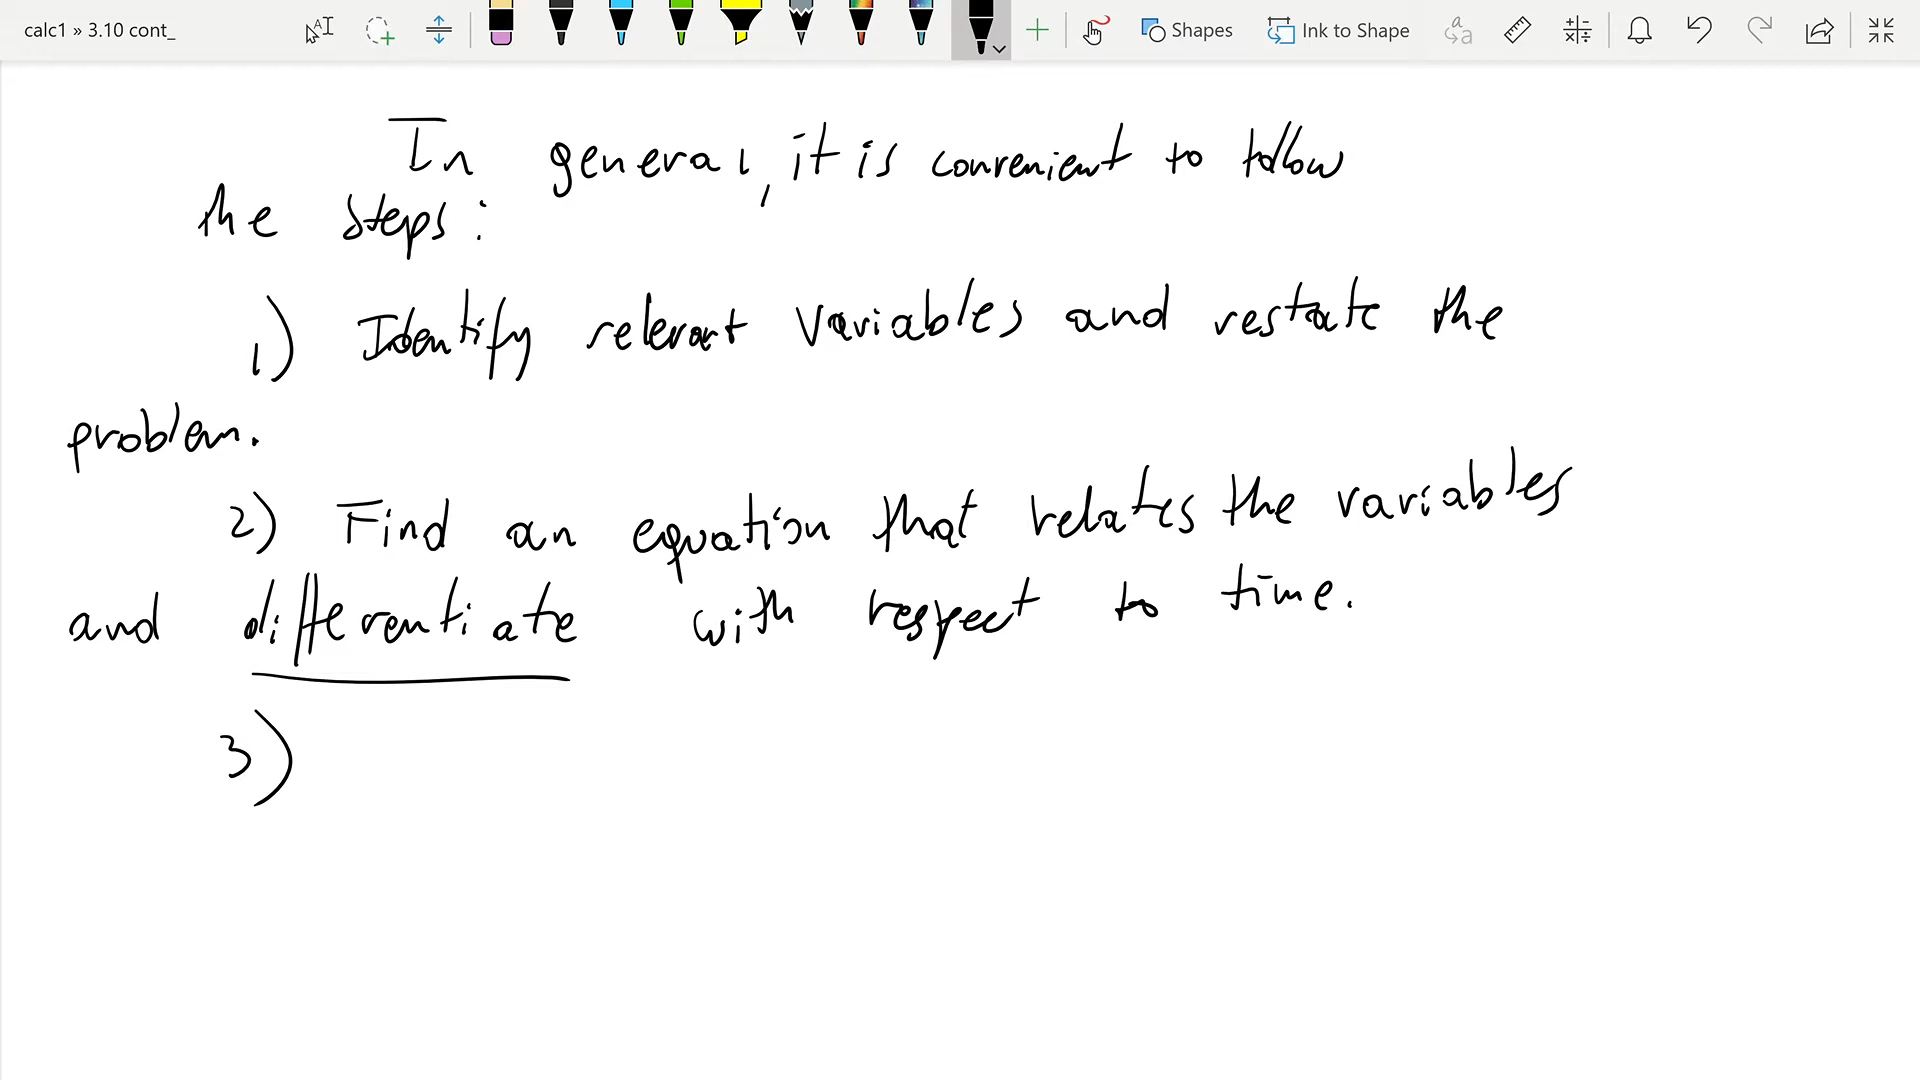 calc1 » 3.10 cont_
Shapes
Ink to Shape
In general, it is convenient to follow
the steps:
1) Identify relevant variables and restate the
problem.
2) Find an equation that relates the variables
and differentiate with respect to time.
3)